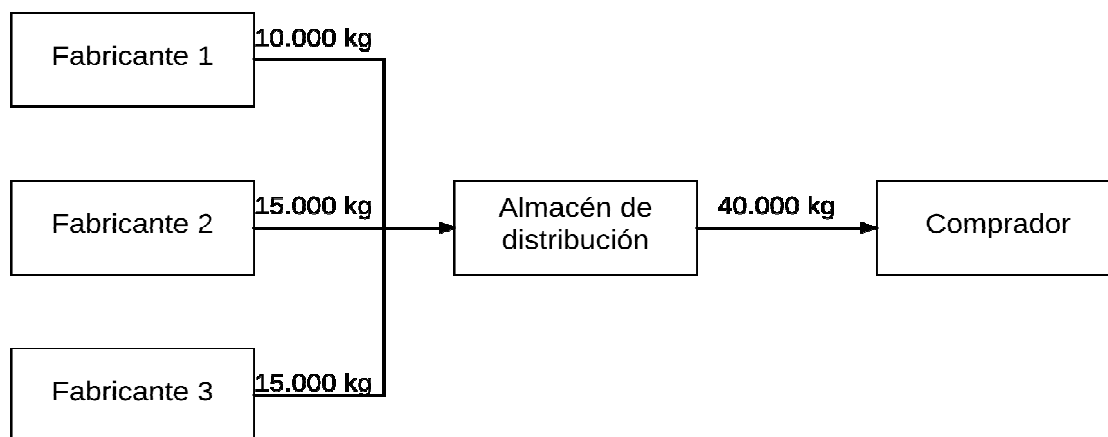 Fabricante 1
10.000 kg
Fabricante 2
15.000 kg
Almacén de
distribución
40.000 kg
Comprador
Fabricante 3
15.000 kg